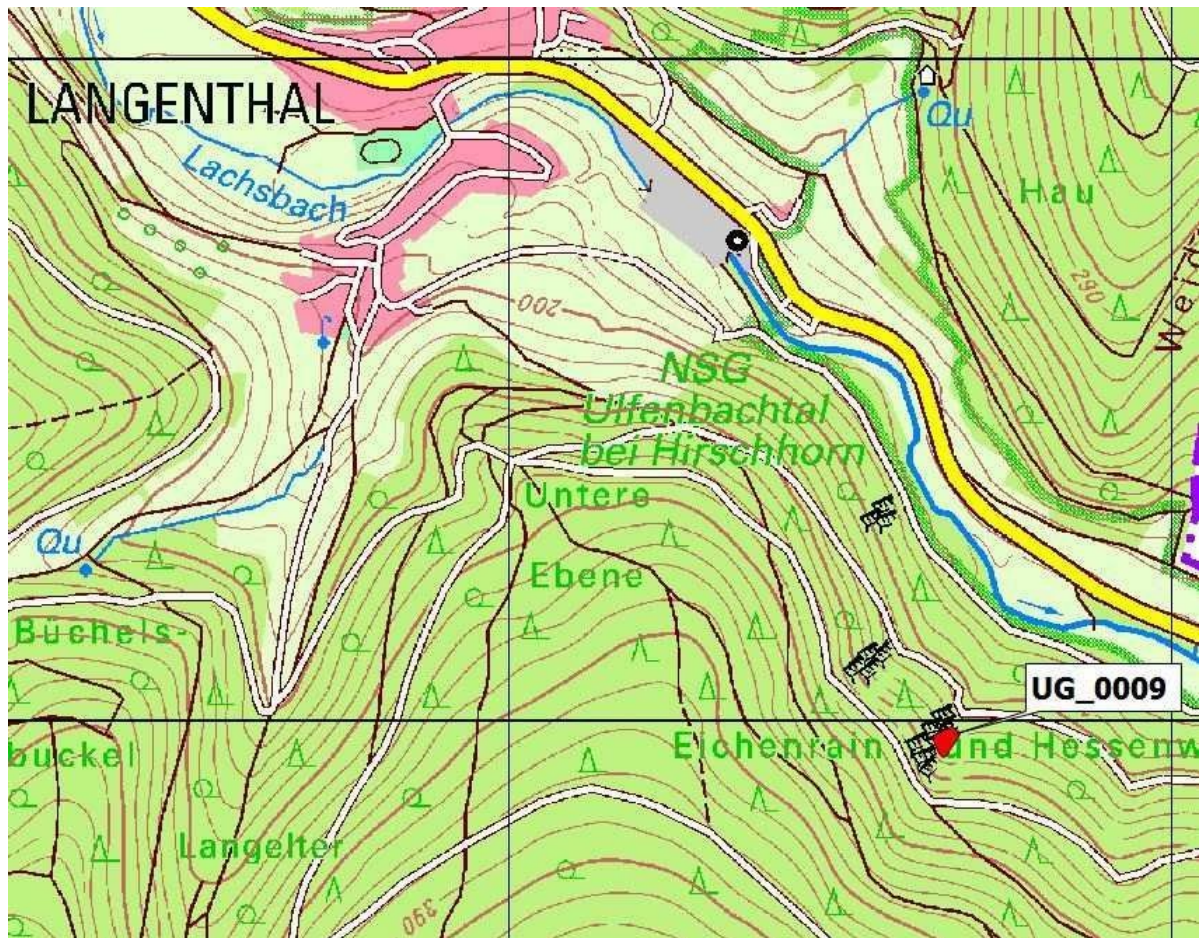 LANGENTHAL
Qu
Lachsbach
Hau
290
200
NSG
Ulfenbachtal
bei Hirschhorn
Untere
Qu
Ebene
Büchels-
UG_0009
buckel
Eichenrain und Hessenw
Langelter
390